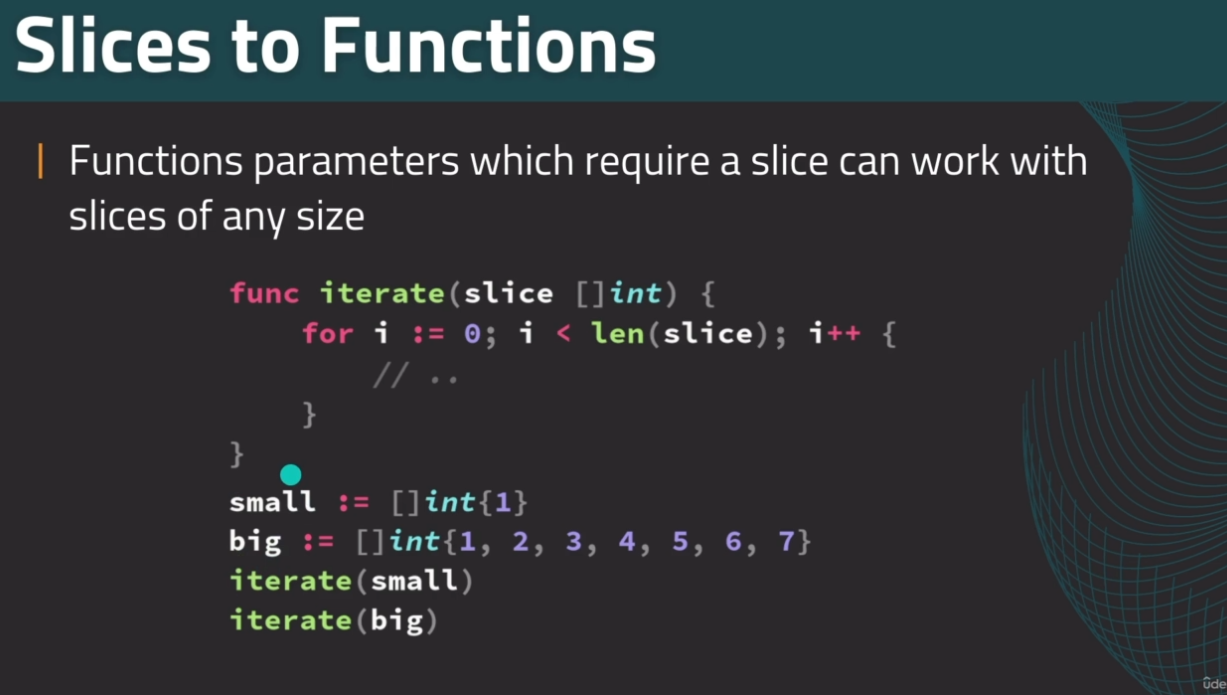 Slices to Functions
Functions parameters which require a slice can work with
slices of any size
func iterate(slice []int) {
    for i := 0; i < len(slice); i++ {
        // ..
    }
}
small := []int{1}
big := []int{1, 2, 3, 4, 5, 6, 7}
iterate(small)
iterate(big)